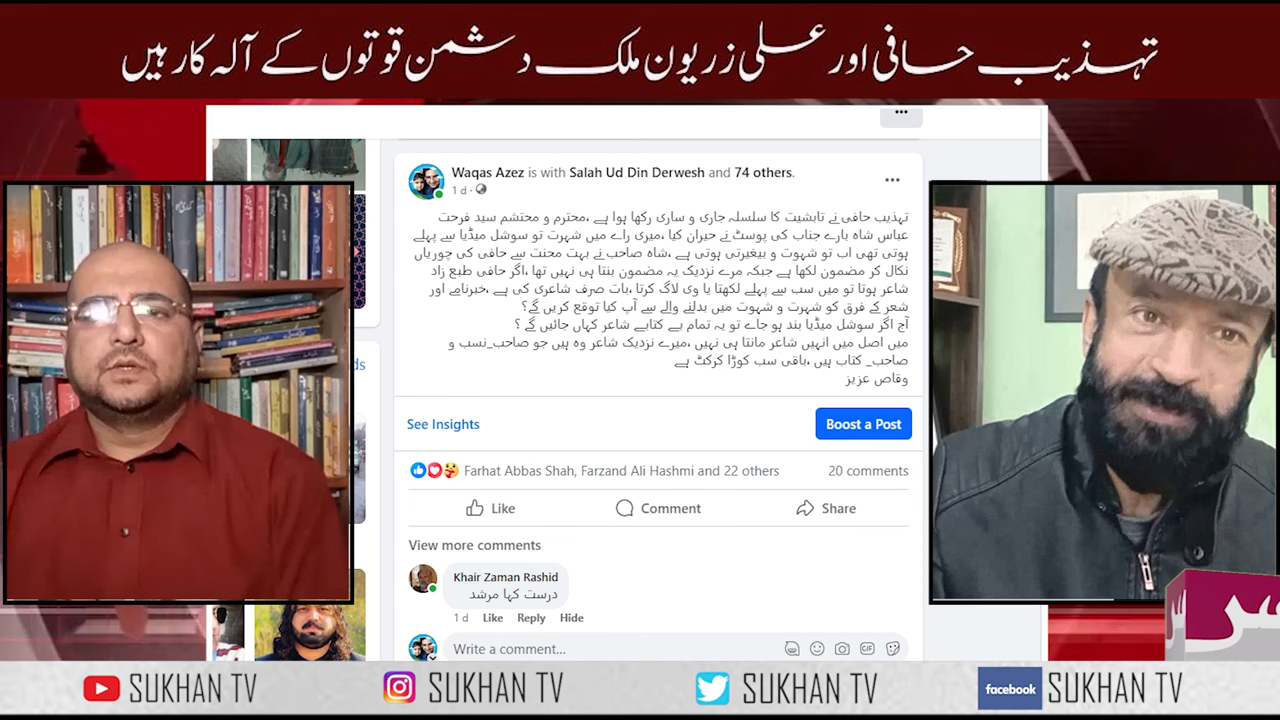 تہذیب حافی اور علی زریون ملک دشمن قوتوں کے آلہ کار ہیں
Waqas Azez is with Salah Ud Din Derwesh and 74 others.
1 d
تہذیب حافی نے تابشیت کا سلسلہ جاری و ساری رکھا ہوا ہے ،محترم و محتشم سید فرحت
عباس شاہ بارے جناب کی پوسٹ نے حیران کیا ،میری راے میں شہرت تو سوشل میڈیا سے پہلے
ہوتی تھی اب تو شہوت و بیغیرتی ہوتی ہے ،شاہ صاحب نے بہت محنت سے حافی کی چوریاں
نکال کر مضمون لکھا ہے جبکہ مرے نزدیک یہ مضمون بنتا ہی نہیں تھا ،اگر حافی طبع زاد
شاعر ہوتا تو میں سب سے پہلے لکھتا یا وی لاگ کرتا ،بات صرف شاعری کی ہے ،خبرنامے اور
شعر کے فرق کو شہرت و شہوت میں بدلنے والے سے آپ کیا توقع کریں گے؟
آج اگر سوشل میڈیا بند ہو جاے تو یہ تمام بے کتابے شاعر کہاں جائیں گے ؟
میں اصل میں انہیں شاعر مانتا ہی نہیں ،میرے نزدیک شاعر وہ ہیں جو صاحب_نسب و
صاحب_ کتاب ہیں ،باقی سب کوڑا کرکٹ ہے
وقاص عزیز
See Insights
Boost a Post
Farhat Abbas Shah, Farzand Ali Hashmi and 22 others
20 comments
Like
Comment
Share
View more comments
Khair Zaman Rashid
درست کہا مرشد
1 d Like Reply Hide
Write a comment...
GIF
ds
SUKHAN TV
SUKHAN TV
SUKHAN TV
facebook SUKHAN TV